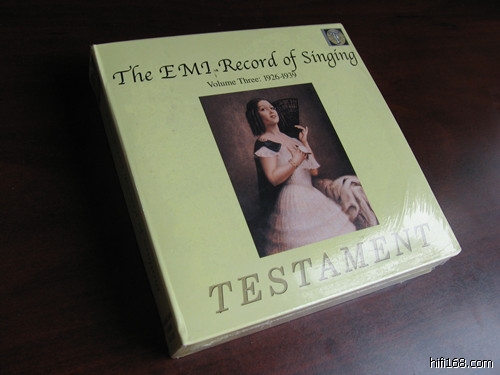 The EMI Record of Singing
Volume Three: 1926-1939
TESTAMENT
hifi168.com